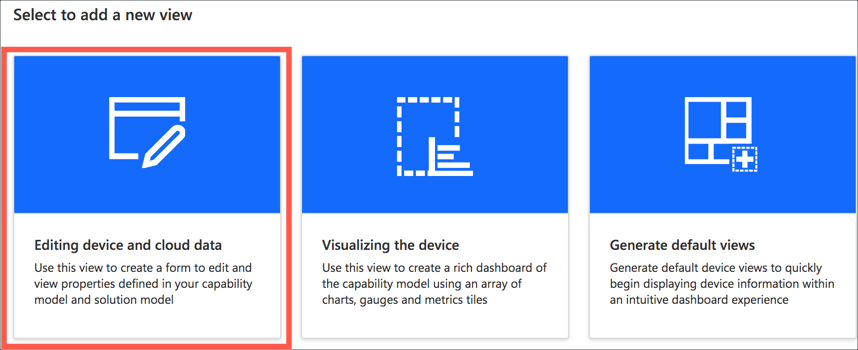 Select to add a new view
Editing device and cloud data
Use this view to create a form to edit and
view properties defined in your capability
model and solution model
Visualizing the device
Use this view to create a rich dashboard of
the capability model using an array of
charts, gauges and metrics tiles
Generate default views
Generate default device views to quickly
begin displaying device information within
an intuitive dashboard experience